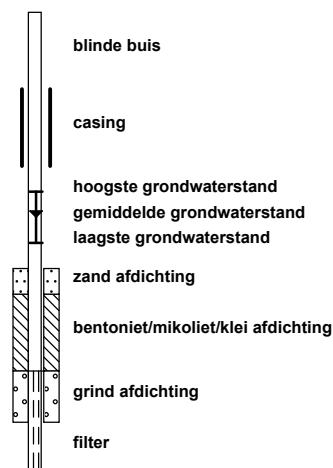 blinde buis
casing
hoogste grondwaterstand
gemiddelde grondwaterstand
laagste grondwaterstand
zand afdichting
bentoniet/mikoliet/klei afdichting
grind afdichting
filter